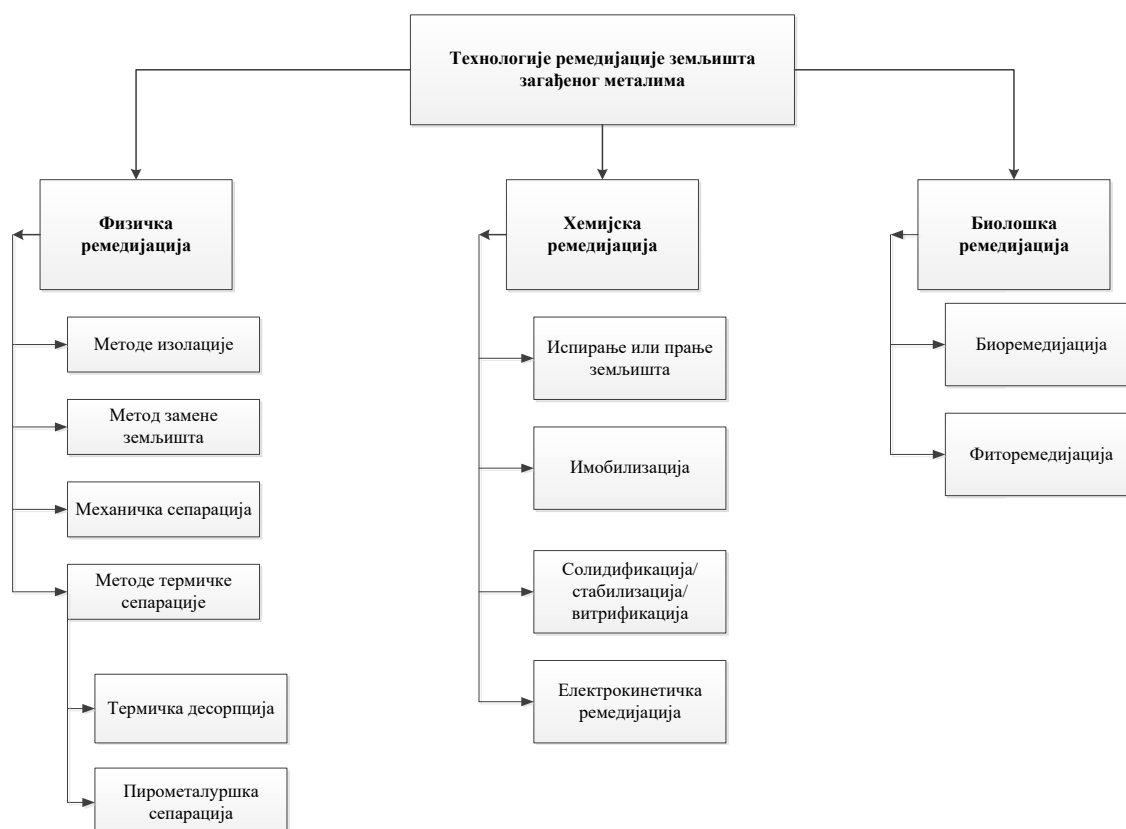 Технологије ремедијације земљишта
загађеног металима
Физичка
ремедијација
Хемијска
ремедијација
Биолошка
ремедијација
Методе изолације
Метод замене
земљишта
Механичка сепарација
Методе термичке
сепарације
Термичка десорпција
Пирометалуршка
сепарација
Испирање или прање
земљишта
Имобилизација
Солидификација/
стабилизација/
витрификација
Електрокинетичка
ремедијација
Биоремедијација
Фиторемедијација